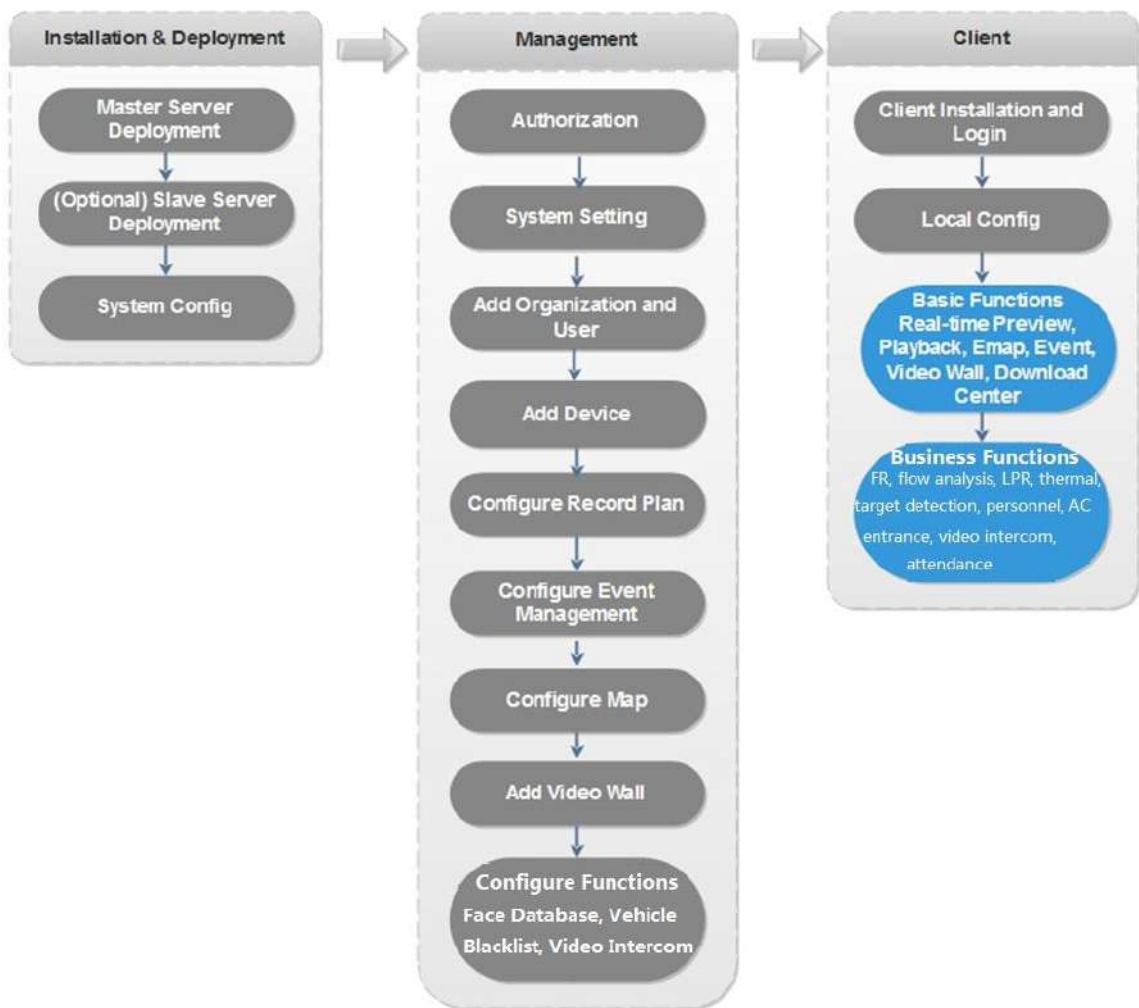 Installation & Deployment
Master Server
Deployment
(Optional) Slave Server
Deployment
System Config
Management
Authorization
System Setting
Add Organization and
User
Add Device
Configure Record Plan
Configure Event
Management
Configure Map
Add Video Wall
Configure Functions
Face Database, Vehicle
Blacklist, Video Intercom
Client
Client Installation and
Login
Local Config
Basic Functions
Real-time Preview,
Playback, Emap, Event,
Video Wall, Download
Center
Business Functions
FR, flow analysis, LPR, thermal,
target detection, personnel, AC
entrance, video intercom,
attendance